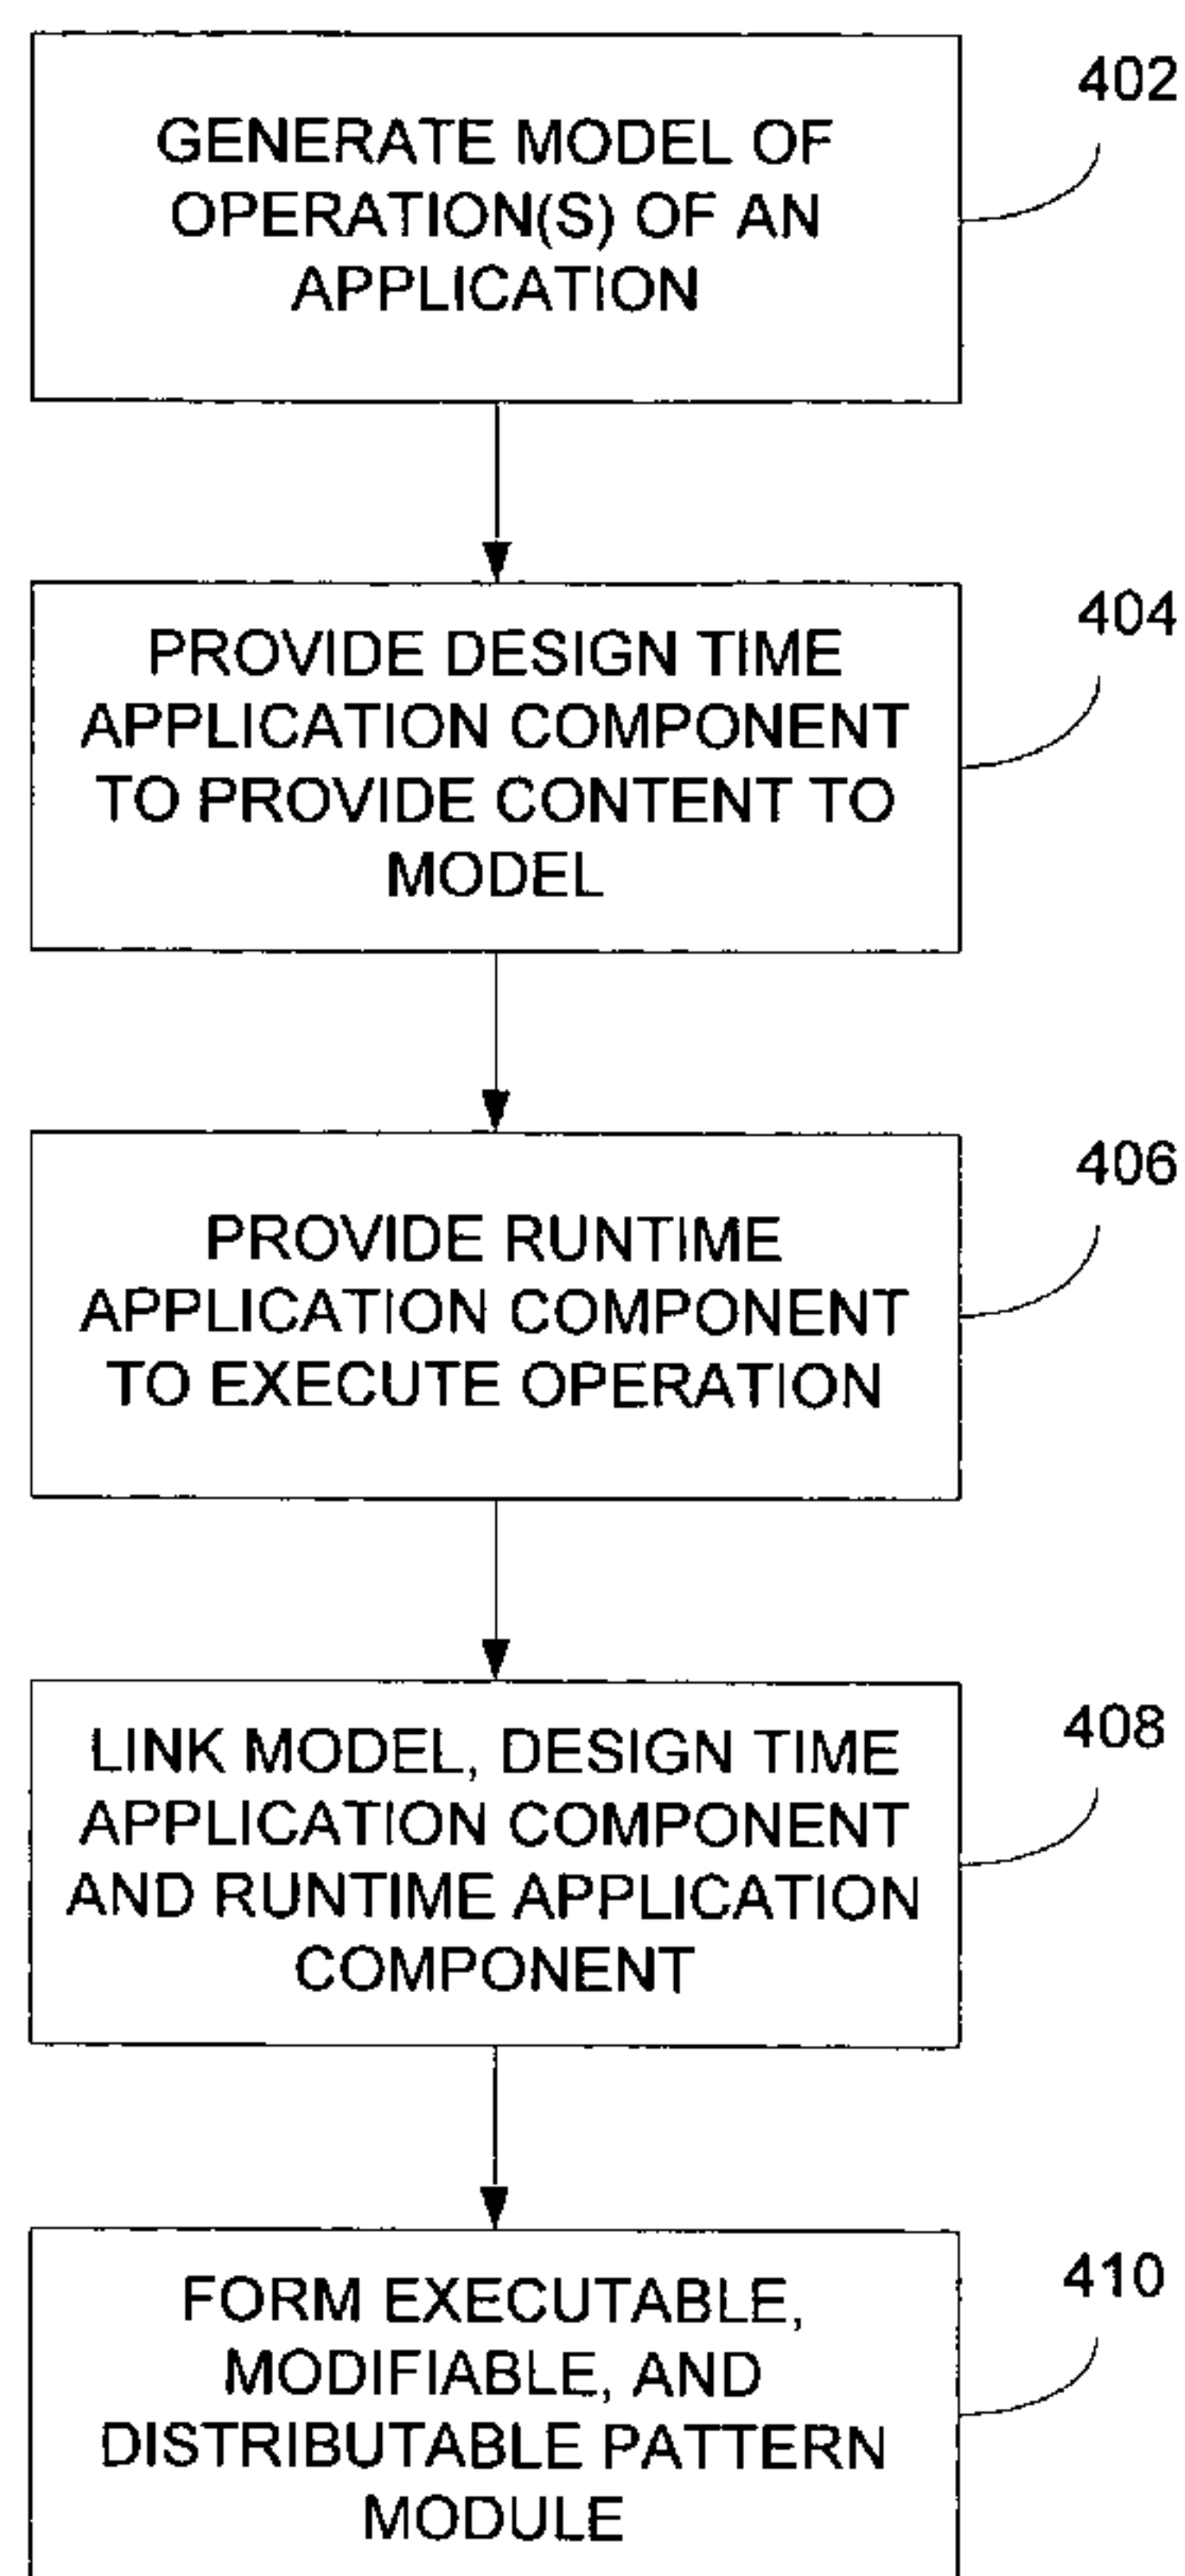 402
GENERATE MODEL OF
OPERATION(S) OF AN
APPLICATION
404
PROVIDE DESIGN TIME
APPLICATION COMPONENT
TO PROVIDE CONTENT TO
MODEL
406
PROVIDE RUNTIME
APPLICATION COMPONENT
TO EXECUTE OPERATION
408
LINK MODEL, DESIGN TIME
APPLICATION COMPONENT
AND RUNTIME APPLICATION
COMPONENT
410
FORM EXECUTABLE,
MODIFIABLE, AND
DISTRIBUTABLE PATTERN
MODULE